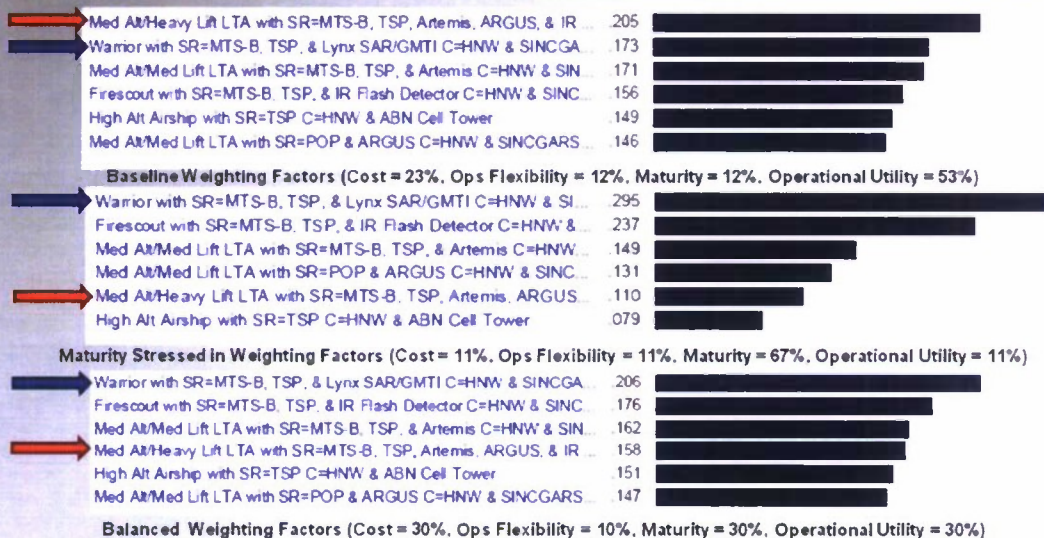 Med Alt/Heavy Lift LTA with SR=MTS-B, TSP, Artemis, ARGUS, & IR ... .205
Warrior with SR=MTS-B, TSP, & Lynx SAR/GMTI C=HNW & SINCGA... .173
Med Alt/Med Lift LTA with SR=MTS-B, TSP, & Artemis C=HNW & SIN... .171
Firescout with SR=MTS-B, TSP, & IR Flash Detector C=HNW & SINC... .156
High Alt Airship with SR=TSP C=HNW & ABN Cell Tower .149
Med Alt/Med Lift LTA with SR=POP & ARGUS C=HNW & SINCGARS... .146
Baseline Weighting Factors (Cost = 23%, Ops Flexibility = 12%, Maturity = 12%, Operational Utility = 53%)
Warrior with SR=MTS-B, TSP, & Lynx SAR/GMTI C=HNW & SI... .295
Firescout with SR=MTS-B, TSP, & IR Flash Detector C=HNW & ... .237
Med Alt/Med Lift LTA with SR=MTS-B, TSP, & Artemis C=HNW... .149
Med Alt/Med Lift LTA with SR=POP & ARGUS C=HNW & SINC... .131
Med Alt/Heavy Lift LTA with SR=MTS-B, TSP, Artemis, ARGUS... .110
High Alt Airship with SR=TSP C=HNW & ABN Cell Tower .079
Maturity Stressed in Weighting Factors (Cost = 11%, Ops Flexibility = 11%, Maturity = 67%, Operational Utility = 11%)
Warrior with SR=MTS-B, TSP, & Lynx SAR/GMTI C=HNW & SINCGA... .206
Firescout with SR=MTS-B, TSP, & IR Flash Detector C=HNW & SINC... .176
Med Alt/Med Lift LTA with SR=MTS-B, TSP, & Artemis C=HNW & SIN... .162
Med Alt/Heavy Lift LTA with SR=MTS-B, TSP, Artemis, ARGUS, & IR ... .158
High Alt Airship with SR=TSP C=HNW & ABN Cell Tower .151
Med Alt/Med Lift LTA with SR=POP & ARGUS C=HNW & SINCGARS... .147
Balanced Weighting Factors (Cost = 30%, Ops Flexibility = 10%, Maturity = 30%, Operational Utility = 30%)